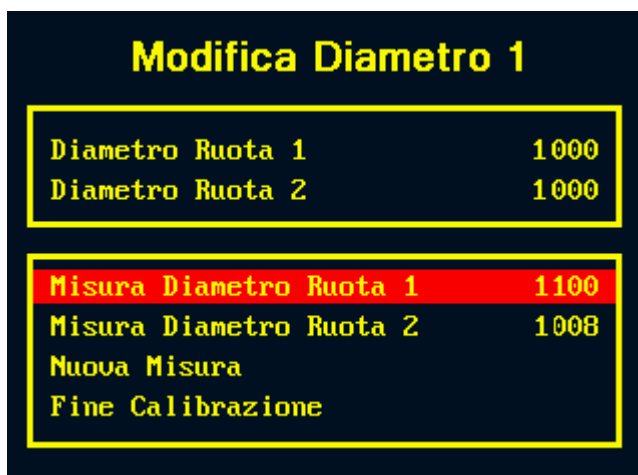 Modifica Diametro 1
Diametro Ruota 1 1000
Diametro Ruota 2 1000
Misura Diametro Ruota 1 1100
Misura Diametro Ruota 2 1008
Nuova Misura
Fine Calibrazione